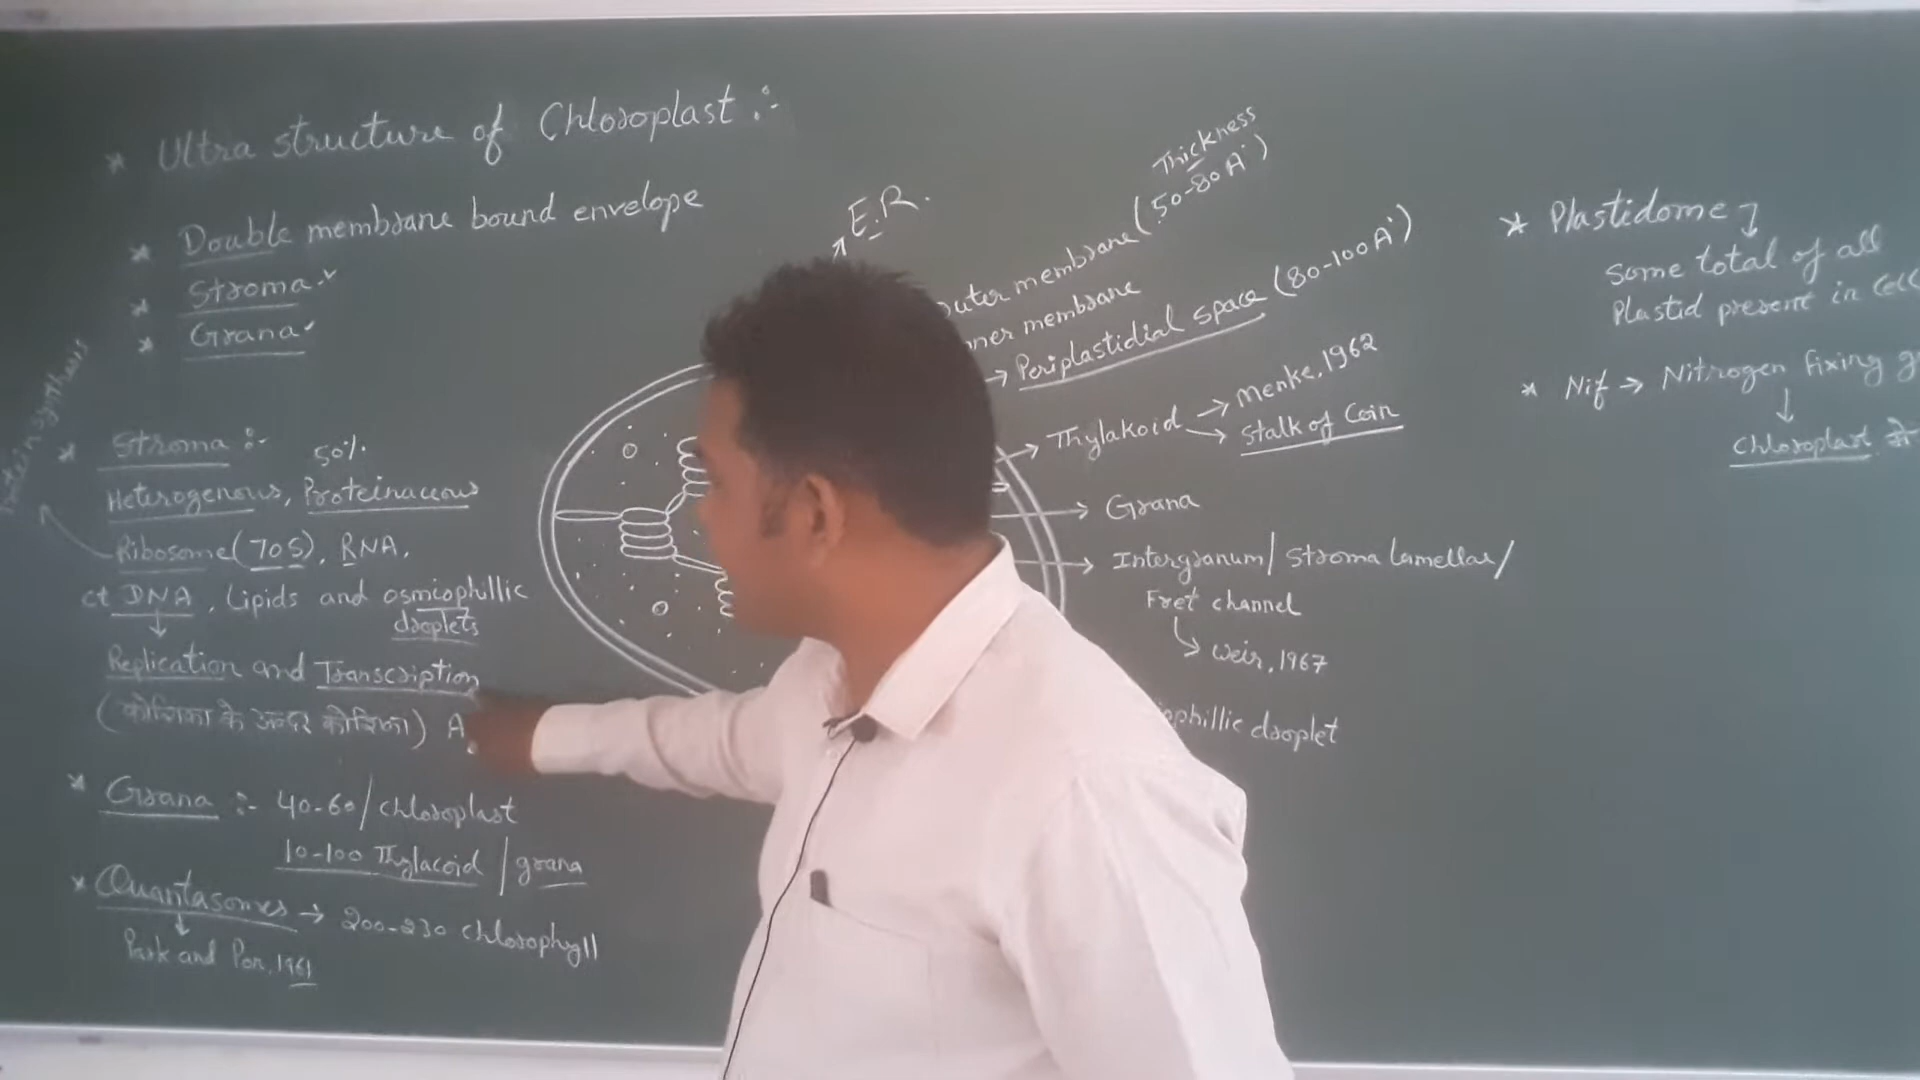 * Ultra structure of Chloroplast :-
* Double membrane bound envelope
* Stroma
* Grana
Protein synthesis
* Stroma :-
50%
Heterogenous, Proteinaceous
Ribosome (70S), RNA,
ct DNA, Lipids and osmiophillic
droplets
Replication and Transcription
(कोशिका के अन्दर कोशिका) A
* Grana :- 40-60/chloroplast
10-100 Thylacoid / grana
* Quantasomes → 200-230 chlorophyll
Park and Pon, 1961
E.R.
outer membrane (50-80 A°)
Thickness
membrane
→ Periplastidial space (80-100 A°)
→ Thylakoid → Menke, 1962
→ Stalk of Coin
→ Grana
→ Intergranum/ Stroma lamellae/
Fret channel
↳ Weir, 1967
droplet
* Plastidome
Some total of all
Plastid present in Cell
* Nif → Nitrogen fixing
↓
Chloroplast में